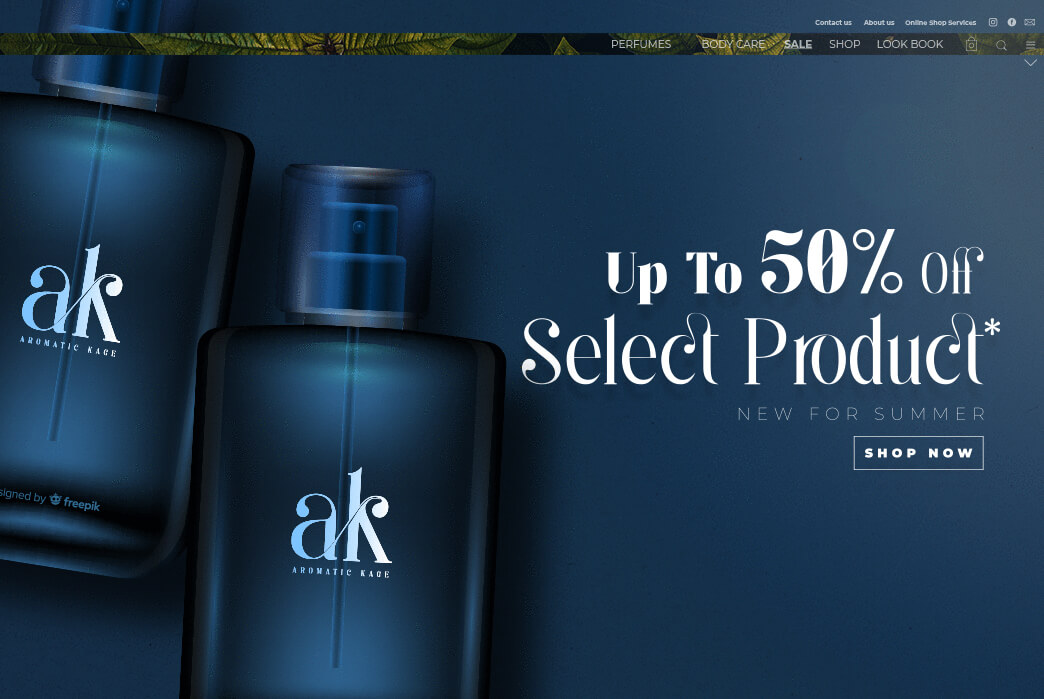 Contact us About us Online Shop Services
PERFUMES BODY CARE SALE SHOP LOOK BOOK
Up To 50% Off
Select Product*
NEW FOR SUMMER
SHOP NOW
ak
AROMATIC KAGE
signed by freepik
ak
AROMATIC KAGE